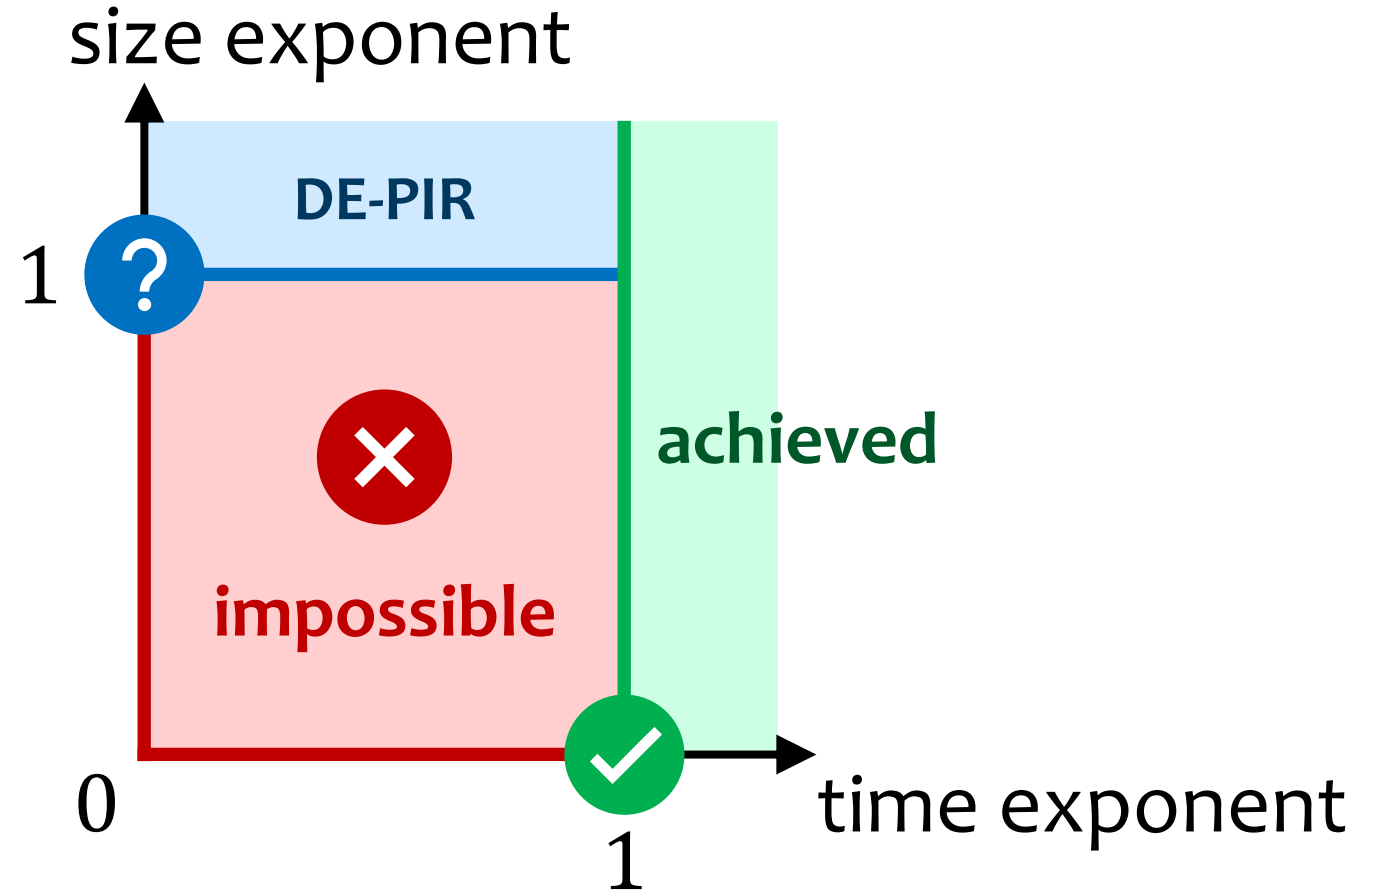 size exponent
DE-PIR
?
1
achieved
impossible
0
time exponent
1